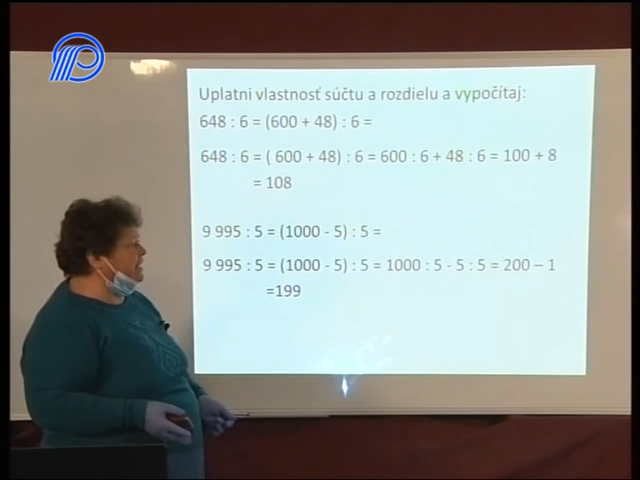 Uplatni vlastnosť súčtu a rozdielu a vypočítaj:
648 : 6 = (600 + 48) : 6 =
648 : 6 = ( 600 + 48) : 6 = 600 : 6 + 48 : 6 = 100 + 8
= 108
9 995 : 5 = (1000 - 5) : 5 =
9 995 : 5 = (1000 - 5) : 5 = 1000 : 5 - 5 : 5 = 200 – 1
=199